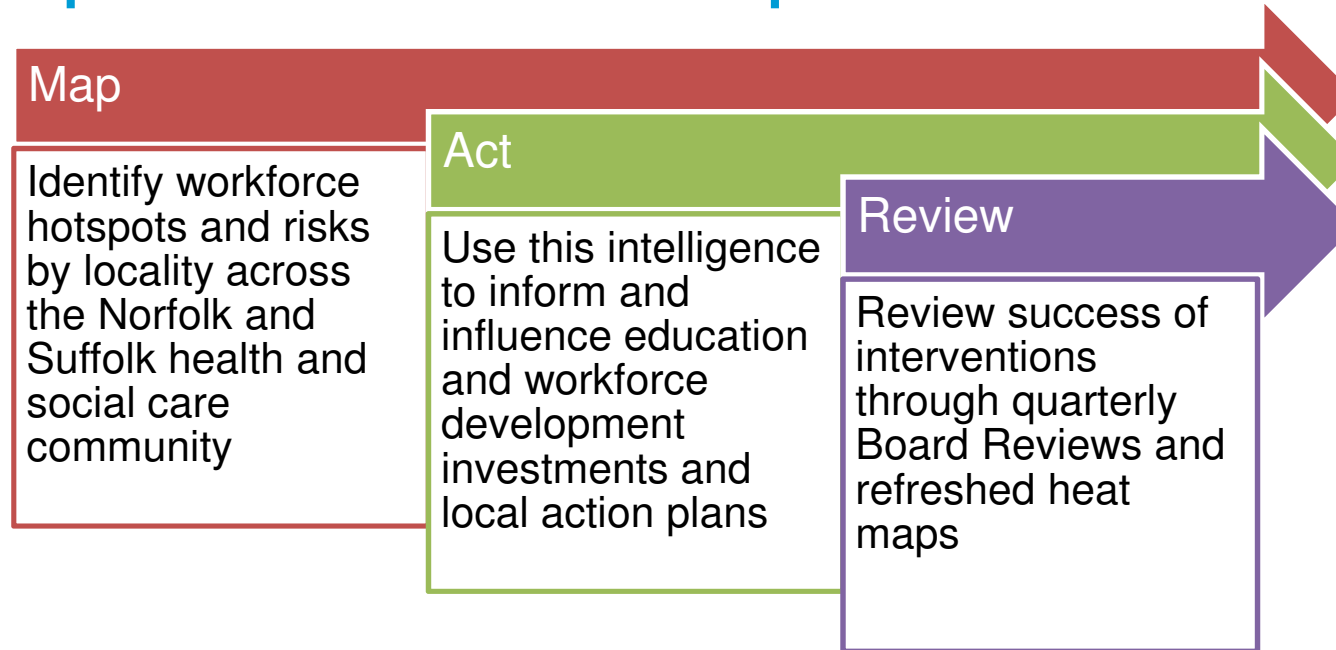 Map
Identify workforce
hotspots and risks
by locality across
the Norfolk and
Suffolk health and
social care
community
Act
Use this intelligence
to inform and
influence education
and workforce
development
investments and
local action plans
Review
Review success of
interventions
through quarterly
Board Reviews and
refreshed heat
maps